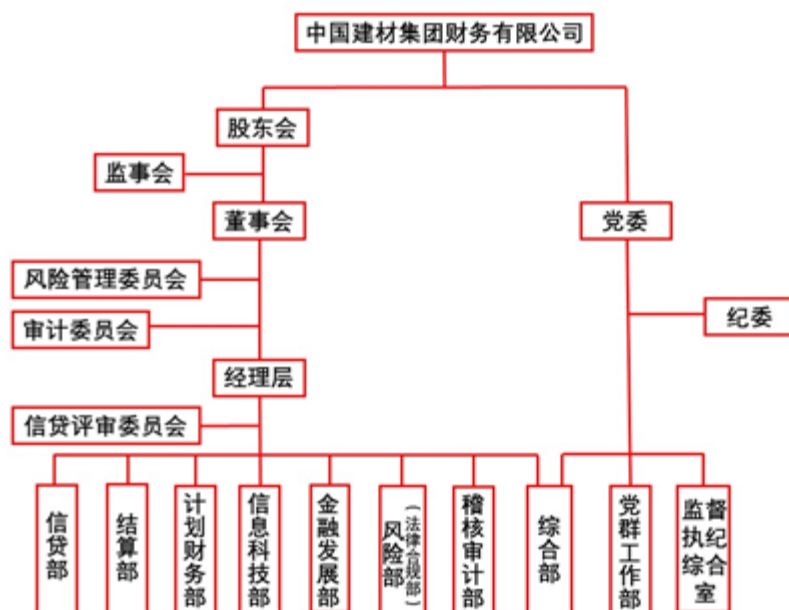 中国建材集团财务有限公司
股东会
监事会
董事会
党委
风险管理委员会
纪委
审计委员会
经理层
信贷评审委员会
信贷部
结算部
计划财务部
信息科技部
金融发展部
风险部
(法律合规部)
稽核审计部
综合部
党群工作部
监督
执纪
综合
室